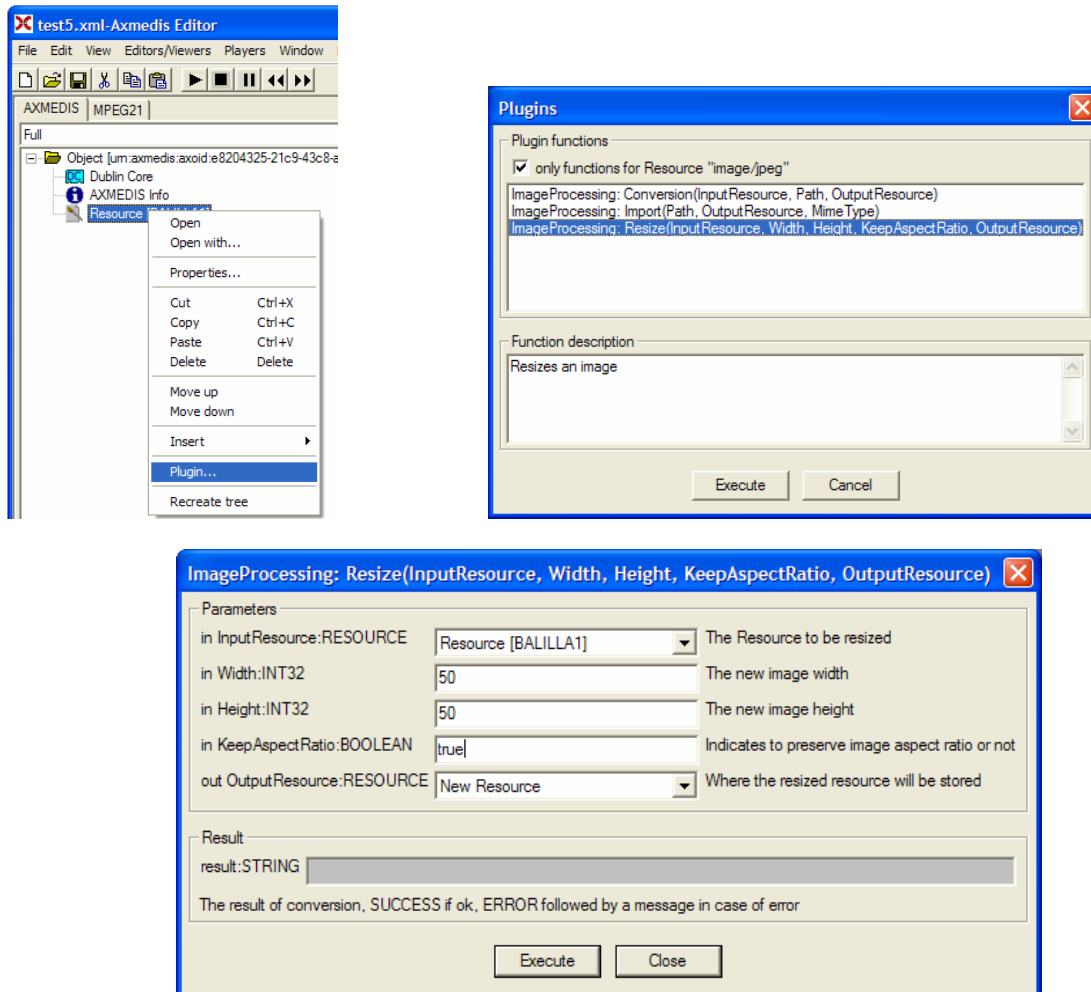 test5.xml-Axmedis Editor
File Edit View Editors/Viewers Players Window
AXMEDIS MPEG21
Full
Object [urn:axmedis:axoid:e8204325-21c9-43c8-a
Dublin Core
AXMEDIS Info
Resource
Open
Open with...
Properties...
Cut Ctrl+X
Copy Ctrl+C
Paste Ctrl+V
Delete Delete
Move up
Move down
Insert
Plugin...
Recreate tree
Plugins
Plugin functions
only functions for Resource "image/jpeg"
ImageProcessing: Conversion(InputResource, Path, OutputResource)
ImageProcessing: Import(Path, OutputResource, MimeType)
ImageProcessing: Resize(InputResource, Width, Height, KeepAspectRatio, OutputResource)
Function description
Resizes an image
Execute Cancel
ImageProcessing: Resize(InputResource, Width, Height, KeepAspectRatio, OutputResource)
Parameters
in InputResource:RESOURCE Resource [BALILLA1] The Resource to be resized
in Width:INT32 50 The new image width
in Height:INT32 50 The new image height
in KeepAspectRatio:BOOLEAN true Indicates to preserve image aspect ratio or not
out OutputResource:RESOURCE New Resource Where the resized resource will be stored
Result
result:STRING
The result of conversion, SUCCESS if ok, ERROR followed by a message in case of error
Execute Close